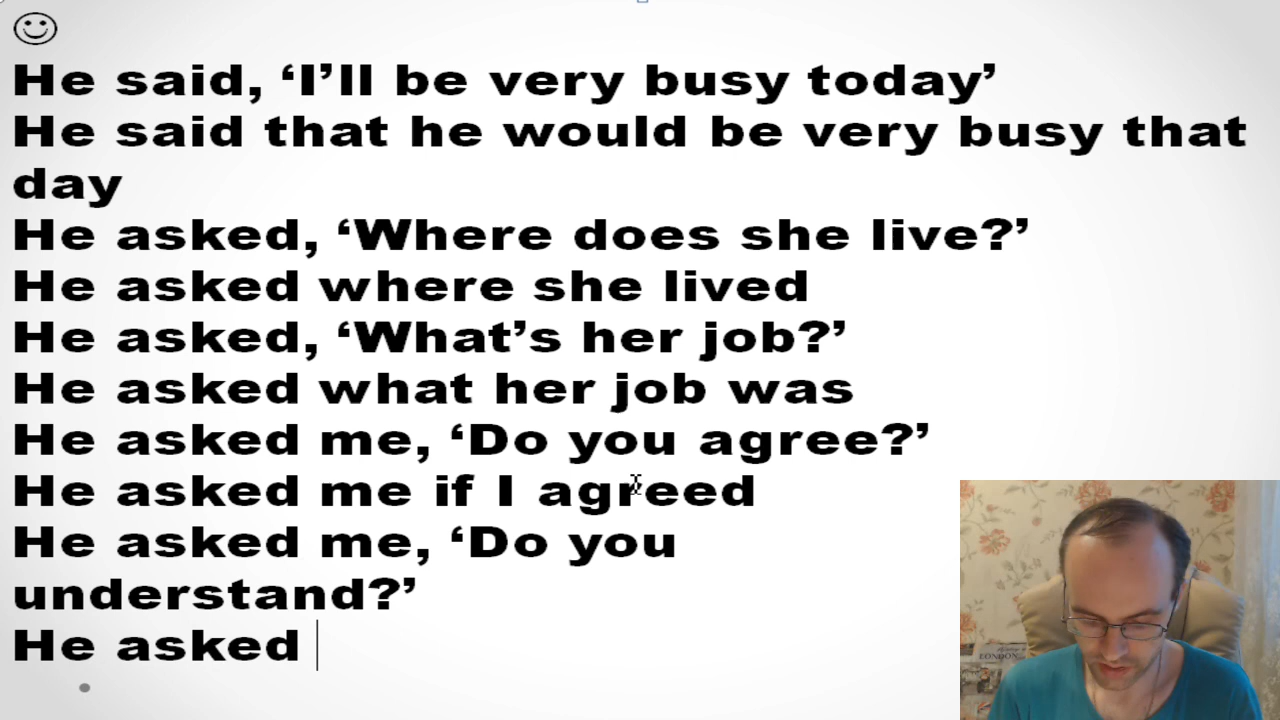 He said, ‘I’ll be very busy today’
He said that he would be very busy that
day
He asked, ‘Where does she live?’
He asked where she lived
He asked, ‘What’s her job?’
He asked what her job was
He asked me, ‘Do you agree?’
He asked me if I agreed
He asked me, ‘Do you
understand?’
He asked
LONDON